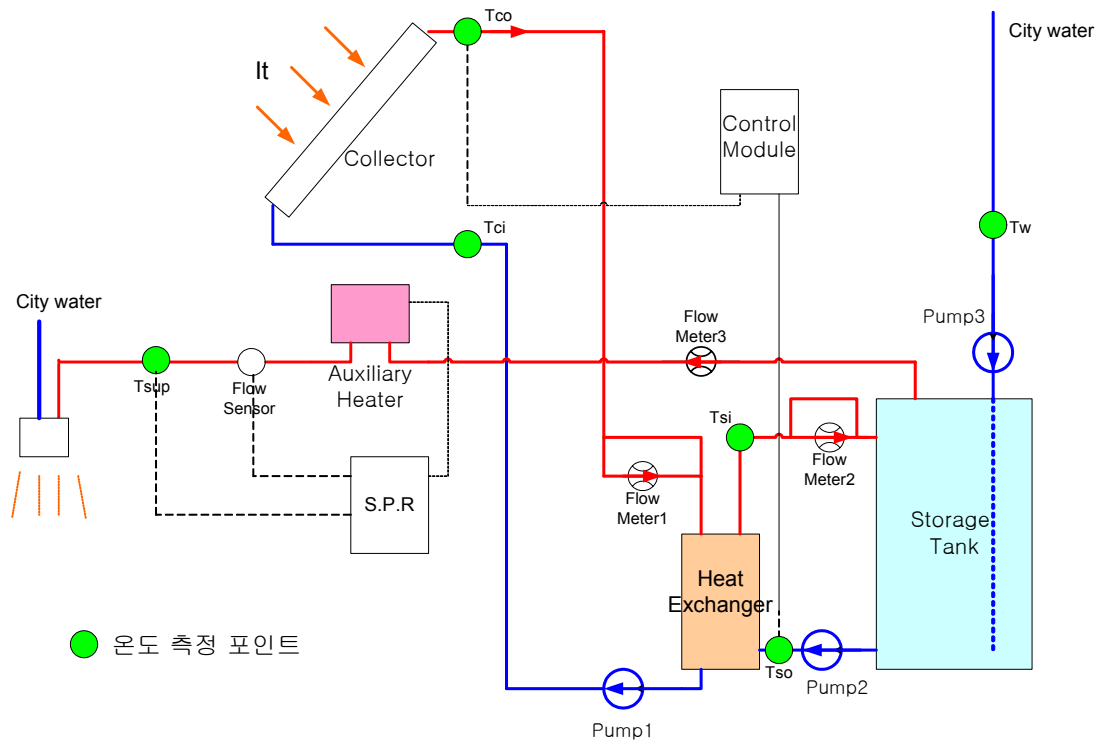 Tco
City water
It
Control
Module
Collector
Tci
Tw
City water
Flow
Meter3
Pump3
Tsup
Flow
Sensor
Auxiliary
Heater
Tsi
Flow
Meter2
S.P.R
Flow
Meter1
Storage
Tank
Heat
Exchanger
온도 측정 포인트
Tso
Pump2
Pump1